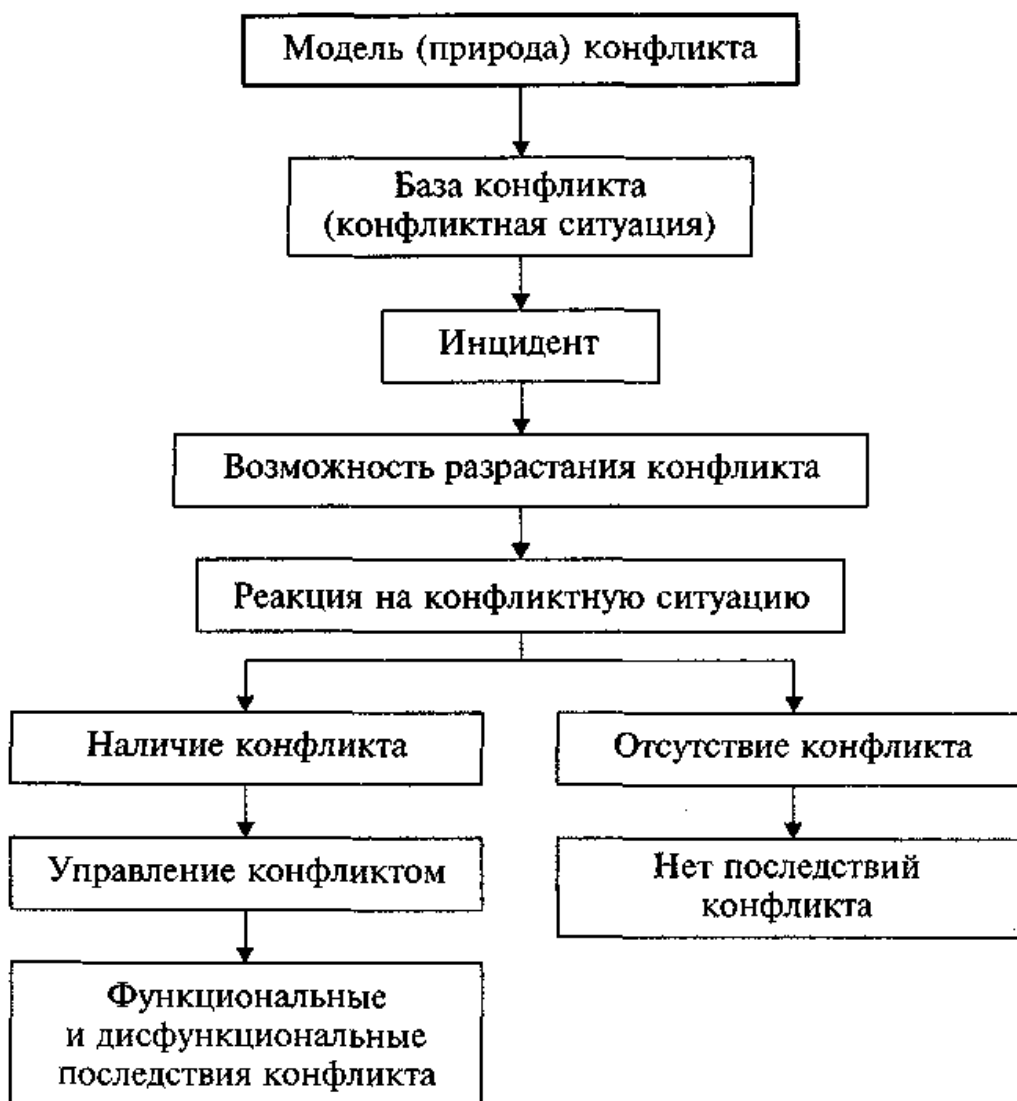 Модель (природа) конфликта
База конфликта
(конфликтная ситуация)
Инцидент
Возможность разрастания конфликта
Реакция на конфликтную ситуацию
Наличие конфликта
Отсутствие конфликта
Управление конфликтом
Нет последствий
конфликта
Функциональные
и дисфункциональные
последствия конфликта